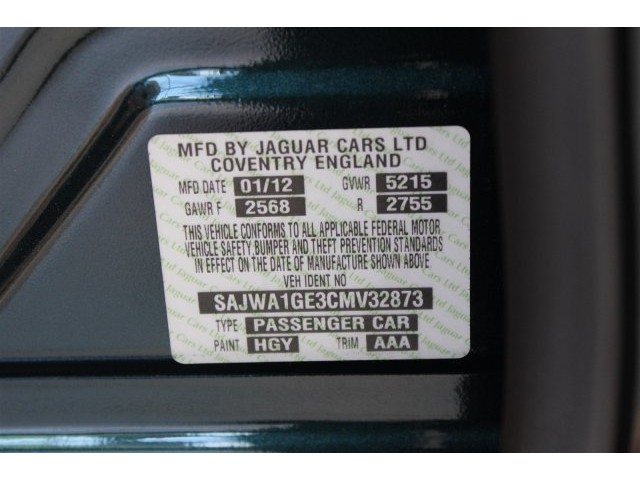 MFD BY JAGUAR CARS LTD
COVENTRY ENGLAND
MFD DATE 01/12 GVWR 5215
GAWR F 2568 R 2755
THIS VEHICLE CONFORMS TO ALL APPLICABLE FEDERAL MOTOR
VEHICLE SAFETY BUMPER AND THEFT PREVENTION STANDARDS
IN EFFECT ON THE DATE OF MANUFACTURE SHOWN ABOVE
VEH IDENT NO
SAJWA1GE3CMV32873
TYPE PASSENGER CAR
PAINT HGY TRIM AAA